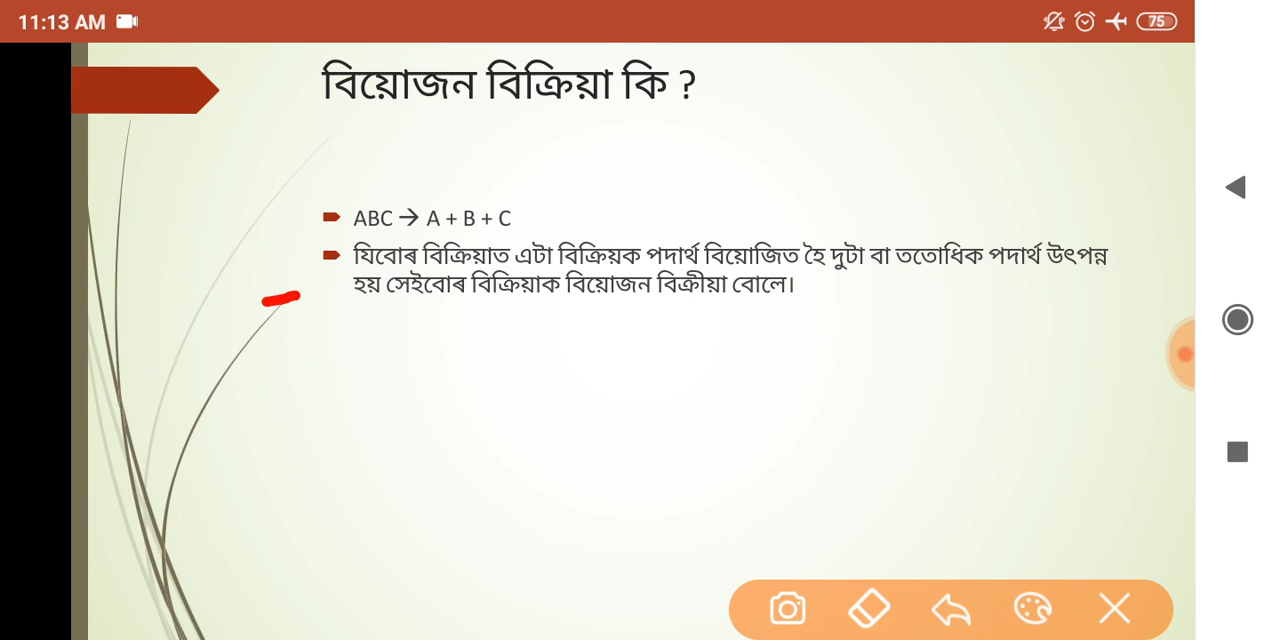 11:13 AM
75
বিয়োজন বিক্ৰিয়া কি ?
ABC → A + B + C
যিবোৰ বিক্ৰিয়াত এটা বিক্ৰিয়ক পদাৰ্থ বিয়োজিত হৈ দুটা বা ততোধিক পদাৰ্থ উৎপন্ন
হয় সেইবোৰ বিক্ৰিয়াক বিয়োজন বিক্ৰীয়া বোলে।